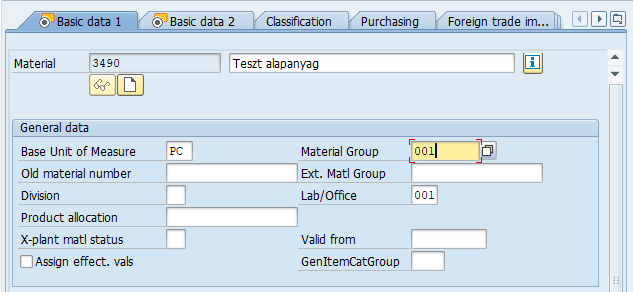 Basic data 1 Basic data 2 Classification Purchasing Foreign trade im...
Material 3490 Teszt alapanyag
General data
Base Unit of Measure PC Material Group 001
Old material number Ext. Matl Group
Division Lab/Office 001
Product allocation
X-plant matl status Valid from
Assign effect. vals GenItemCatGroup